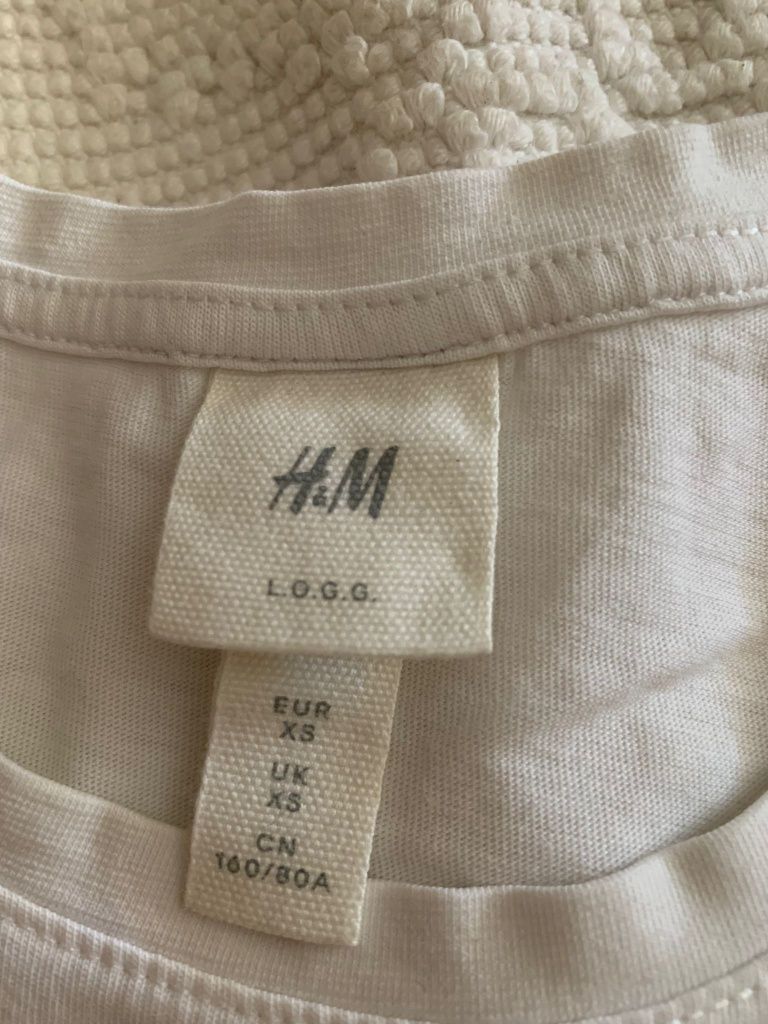 H&M
L.O.G.G.
EUR
XS
UK
XS
CN
160/80A